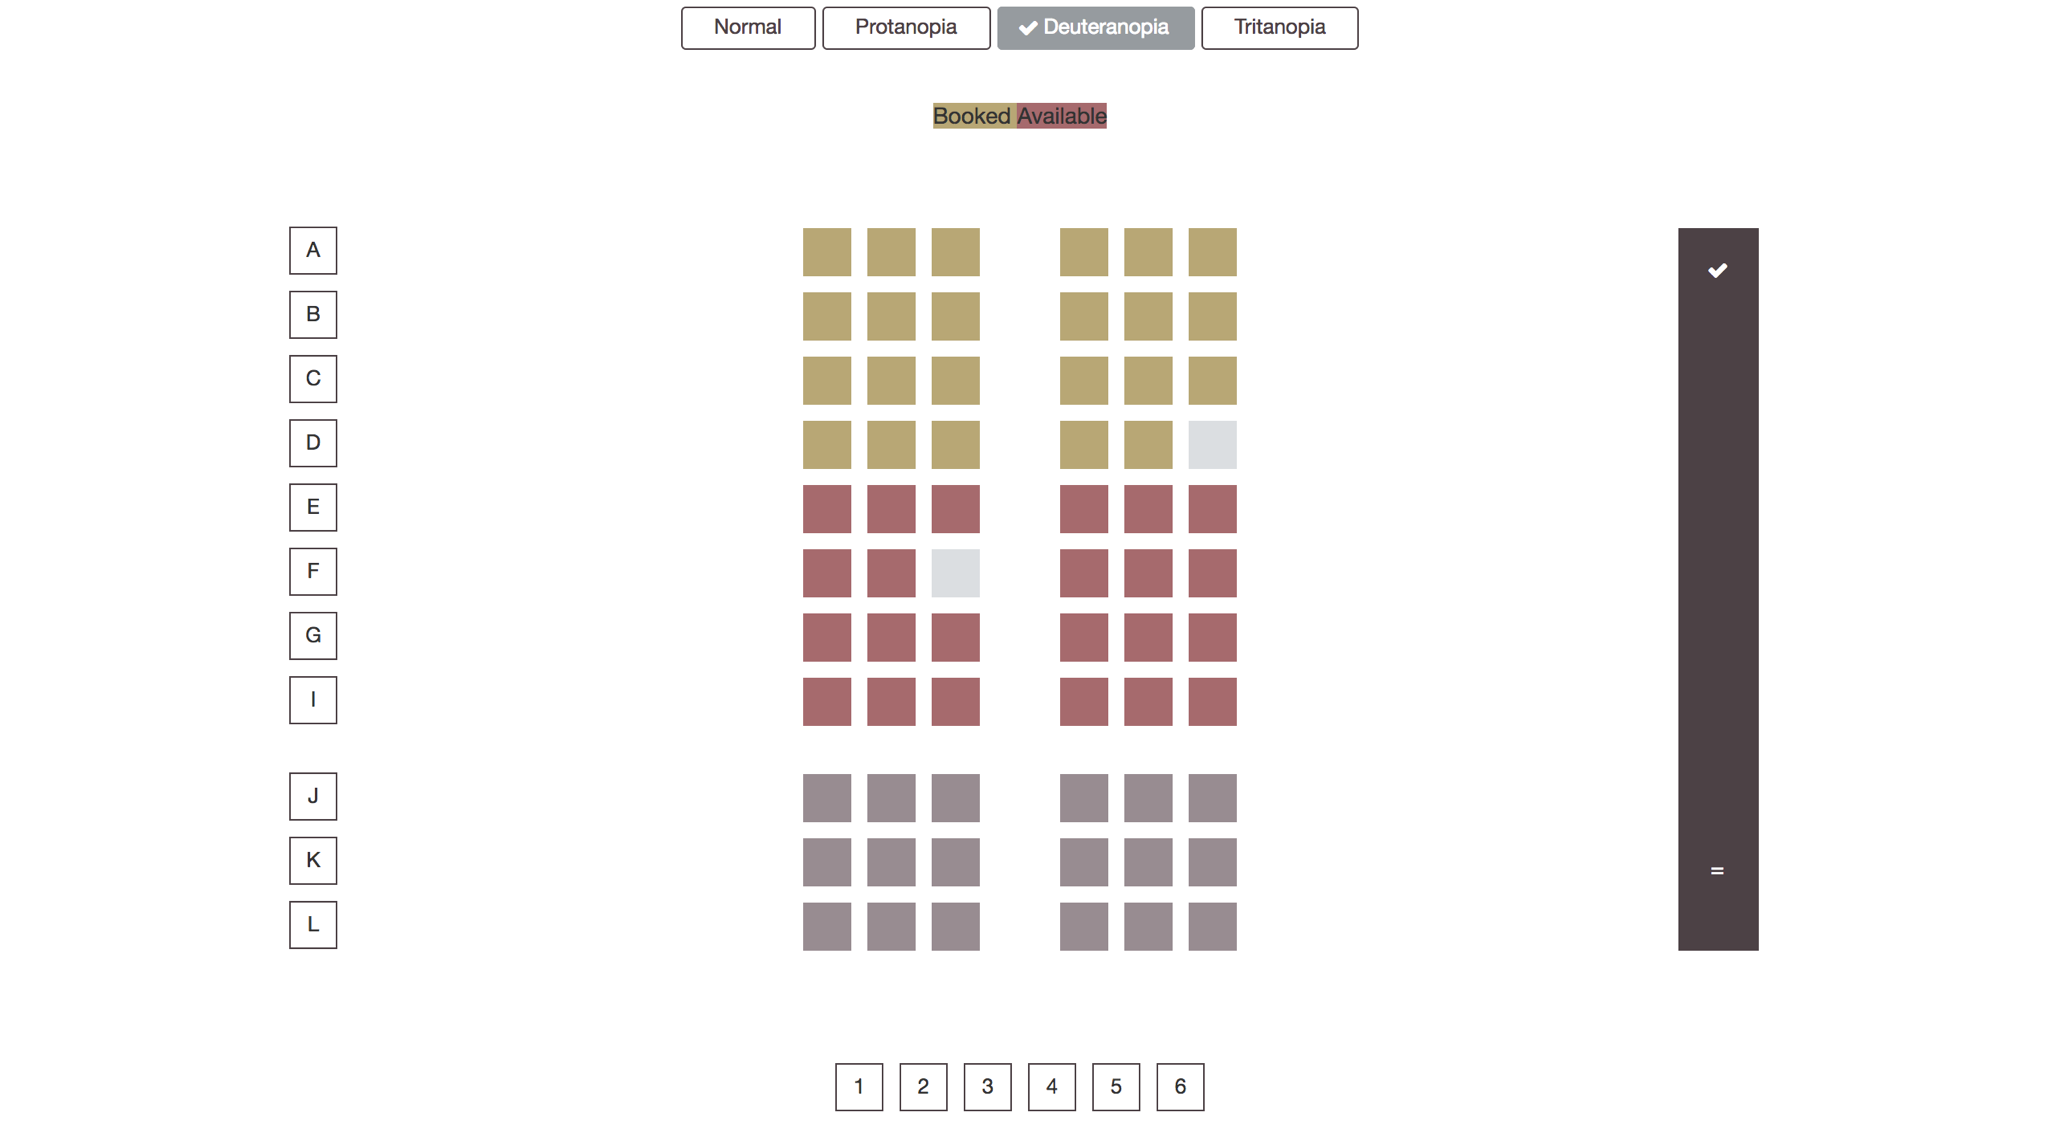 Normal Protanopia Deuteranopia Tritanopia
Booked Available
A
B
C
D
E
F
G
I
J
K
=
L
1 2 3 4 5 6